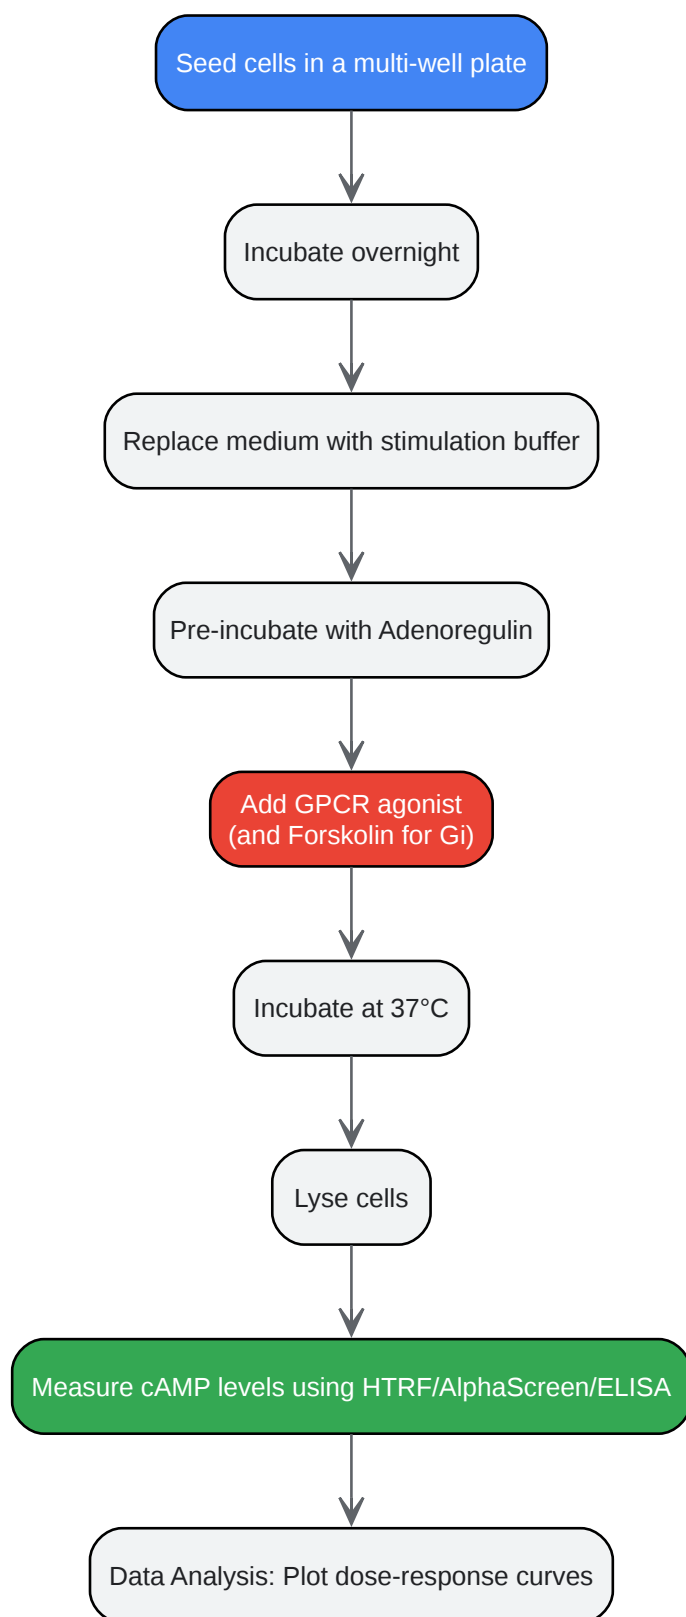 Seed cells in a multi-well plate
Incubate overnight
Replace medium with stimulation buffer
Pre-incubate with Adenoregulin
Add GPCR agonist
(and Forskolin for Gi)
Incubate at 37°C
Lyse cells
Measure cAMP levels using HTRF/AlphaScreen/ELISA
Data Analysis: Plot dose-response curves